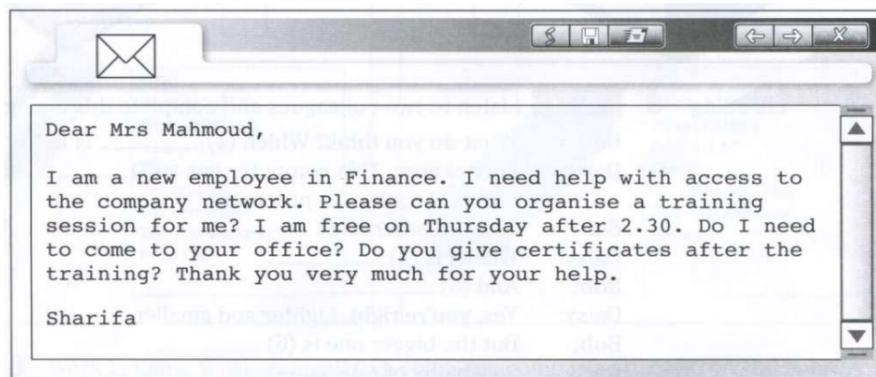 Dear Mrs Mahmoud,
I am a new employee in Finance. I need help with access to
the company network. Please can you organise a training
session for me? I am free on Thursday after 2.30. Do I need
to come to your office? Do you give certificates after the
training? Thank you very much for your help.
Sharifa